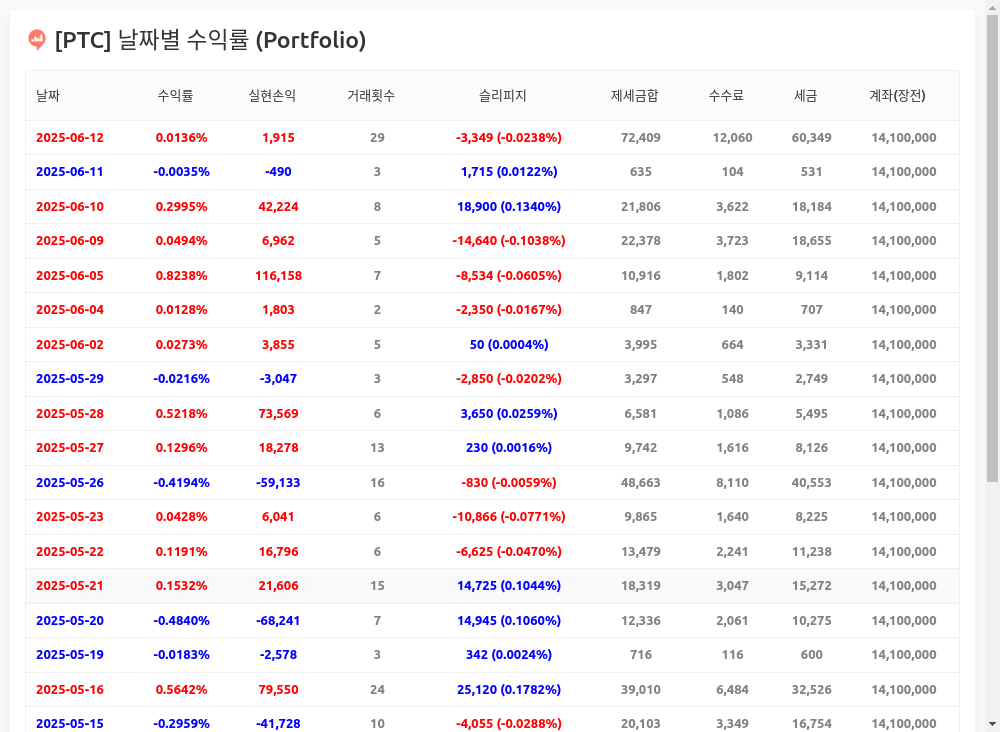 [PTC] 날짜별 수익률 (Portfolio)
날짜 수익률 실현손익 거래횟수 슬리피지 제세금합 수수료 세금 계좌(장전)
2025-06-12 0.0136% 1,915 29 -3,349 (-0.0238%) 72,409 12,060 60,349 14,100,000
2025-06-11 -0.0035% -490 3 1,715 (0.0122%) 635 104 531 14,100,000
2025-06-10 0.2995% 42,224 8 18,900 (0.1340%) 21,806 3,622 18,184 14,100,000
2025-06-09 0.0494% 6,962 5 -14,640 (-0.1038%) 22,378 3,723 18,655 14,100,000
2025-06-05 0.8238% 116,158 7 -8,534 (-0.0605%) 10,916 1,802 9,114 14,100,000
2025-06-04 0.0128% 1,803 2 -2,350 (-0.0167%) 847 140 707 14,100,000
2025-06-02 0.0273% 3,855 5 50 (0.0004%) 3,995 664 3,331 14,100,000
2025-05-29 -0.0216% -3,047 3 -2,850 (-0.0202%) 3,297 548 2,749 14,100,000
2025-05-28 0.5218% 73,569 6 3,650 (0.0259%) 6,581 1,086 5,495 14,100,000
2025-05-27 0.1296% 18,278 13 230 (0.0016%) 9,742 1,616 8,126 14,100,000
2025-05-26 -0.4194% -59,133 16 -830 (-0.0059%) 48,663 8,110 40,553 14,100,000
2025-05-23 0.0428% 6,041 6 -10,866 (-0.0771%) 9,865 1,640 8,225 14,100,000
2025-05-22 0.1191% 16,796 6 -6,625 (-0.0470%) 13,479 2,241 11,238 14,100,000
2025-05-21 0.1532% 21,606 15 14,725 (0.1044%) 18,319 3,047 15,272 14,100,000
2025-05-20 -0.4840% -68,241 7 14,945 (0.1060%) 12,336 2,061 10,275 14,100,000
2025-05-19 -0.0183% -2,578 3 342 (0.0024%) 716 116 600 14,100,000
2025-05-16 0.5642% 79,550 24 25,120 (0.1782%) 39,010 6,484 32,526 14,100,000
2025-05-15 -0.2959% -41,728 10 -4,055 (-0.0288%) 20,103 3,349 16,754 14,100,000